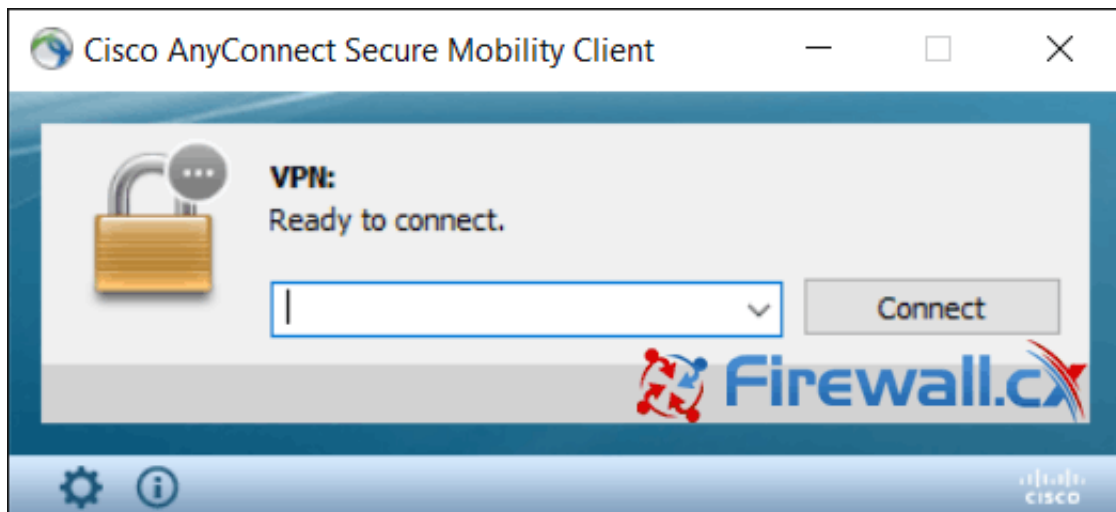 Cisco AnyConnect Secure Mobility Client
VPN:
Ready to connect.
Connect
Firewall.cx
CISCO